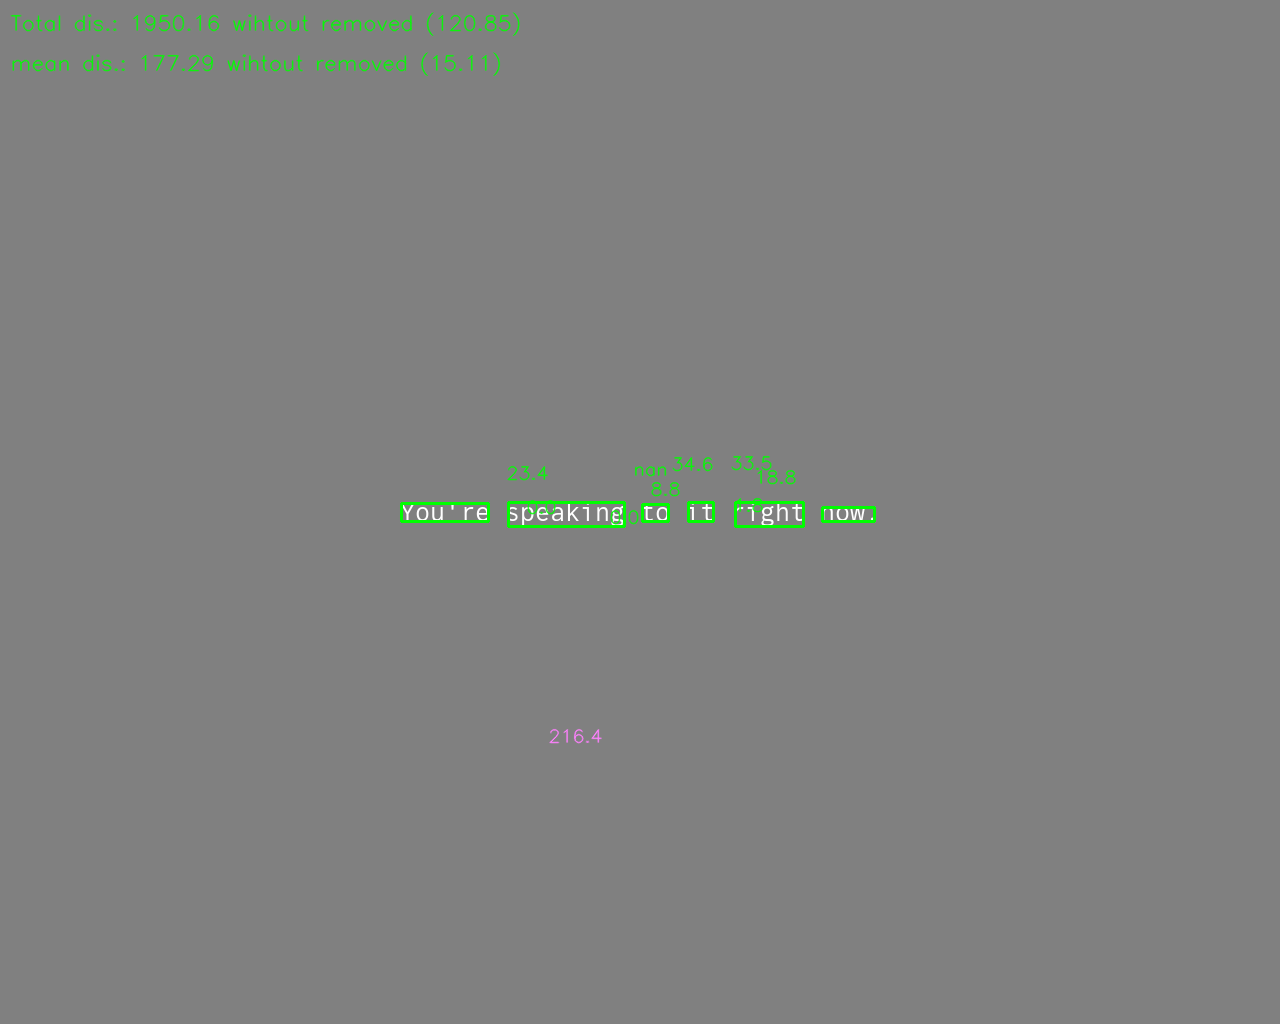 Total dis.: 1950.16 wihtout removed (120.85)
mean dis.: 177.29 wihtout removed (15.11)
23.4 nan 34.6 33.5
8.8 18.8
You're speaking to it right now.
216.4